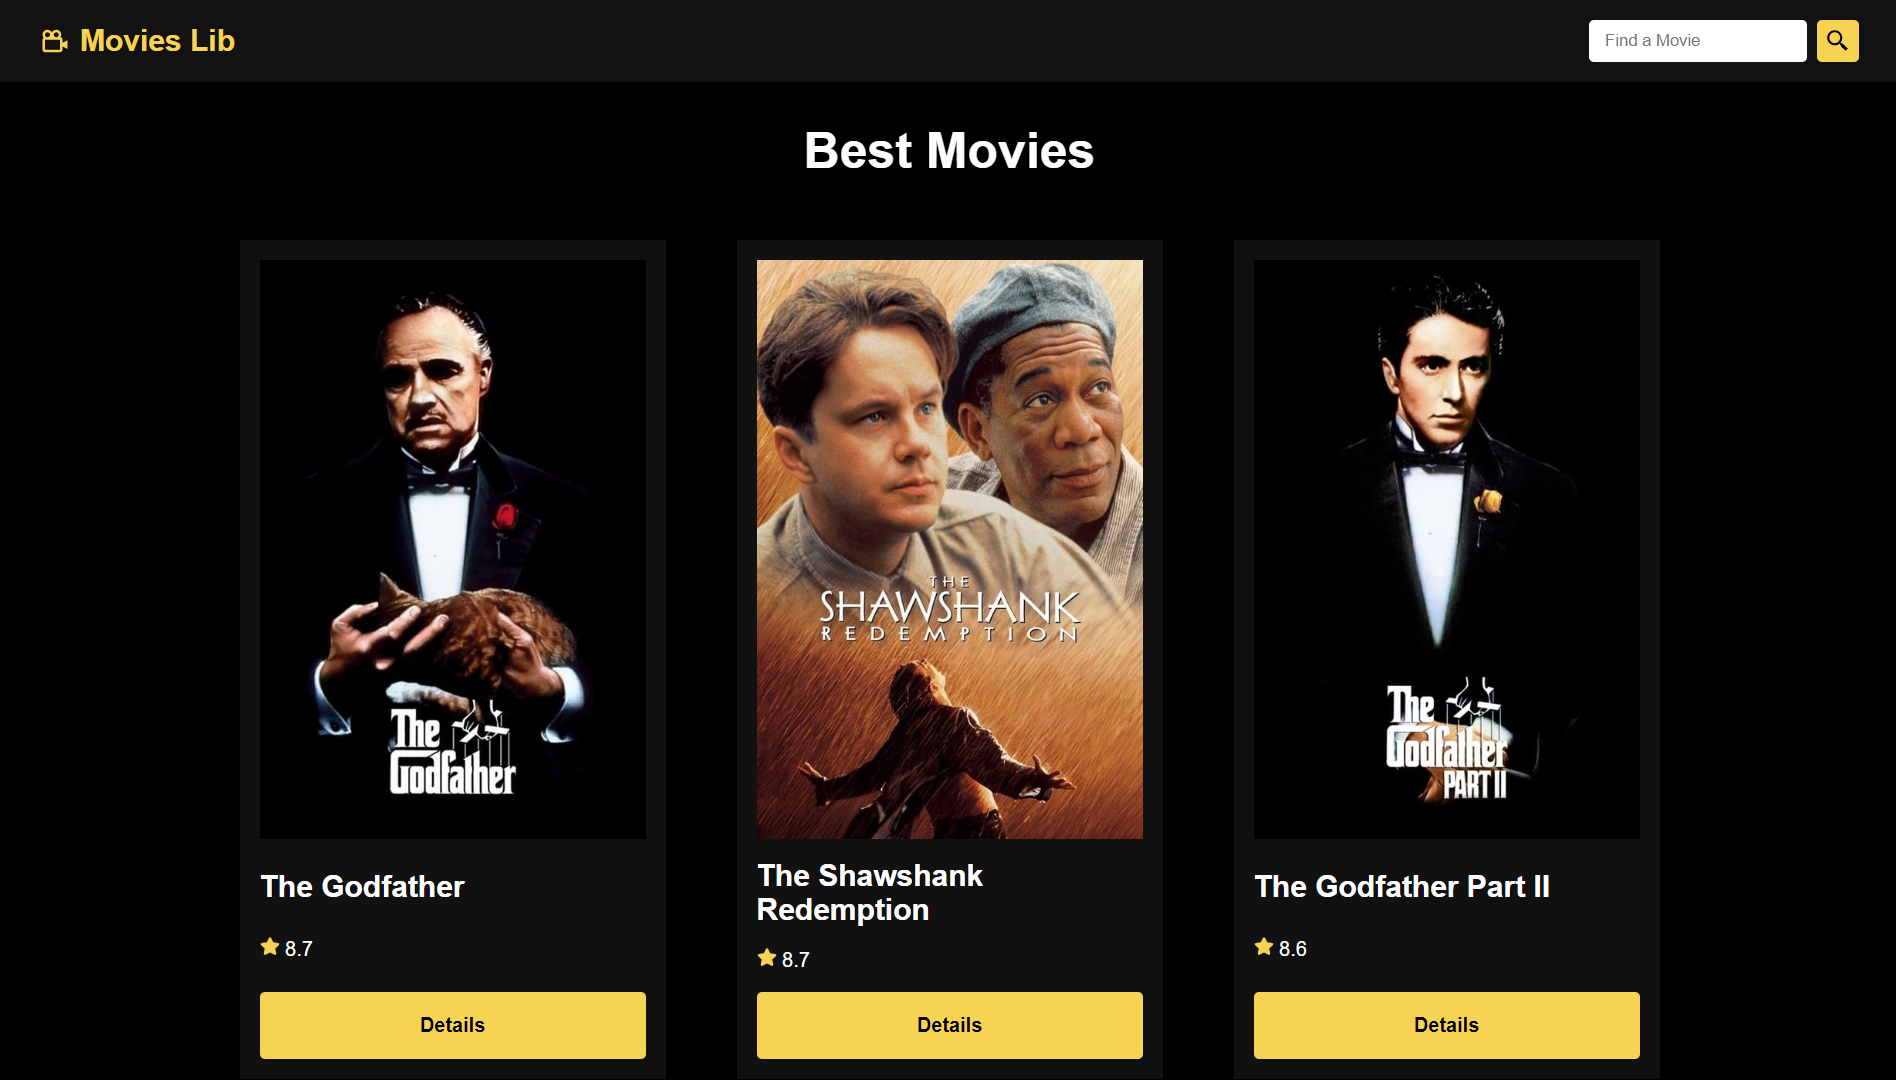 Movies Lib
Find a Movie
Best Movies
The
Godfather
THE
SHAWSHANK
REDEMPTION
The
Godfather
PART II
The Godfather
The Shawshank
Redemption
The Godfather Part II
8.7
8.7
8.6
Details
Details
Details